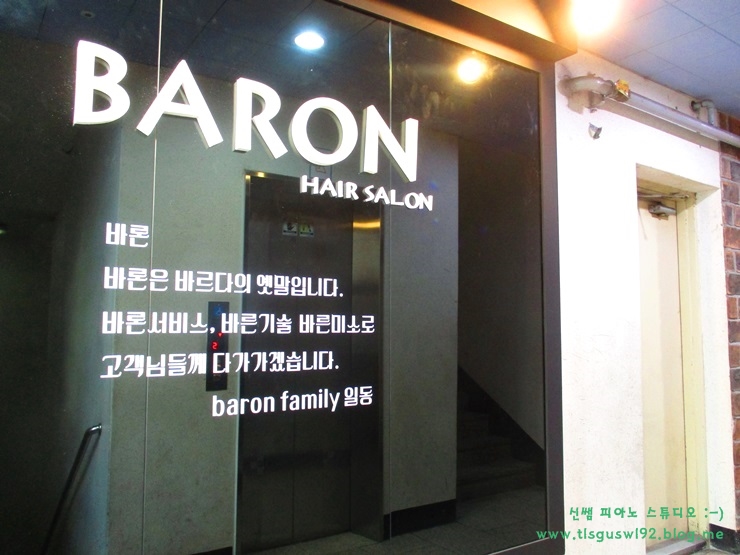 BARON
HAIR SALON
바론
바론은 바르다의 옛말입니다.
바론서비스, 바른기술 바른미소로
고객님들께 다가가겠습니다.
baron family 일동
신쌤 피아노 스튜디오 :-)
www.tlsguswl92.blog.me